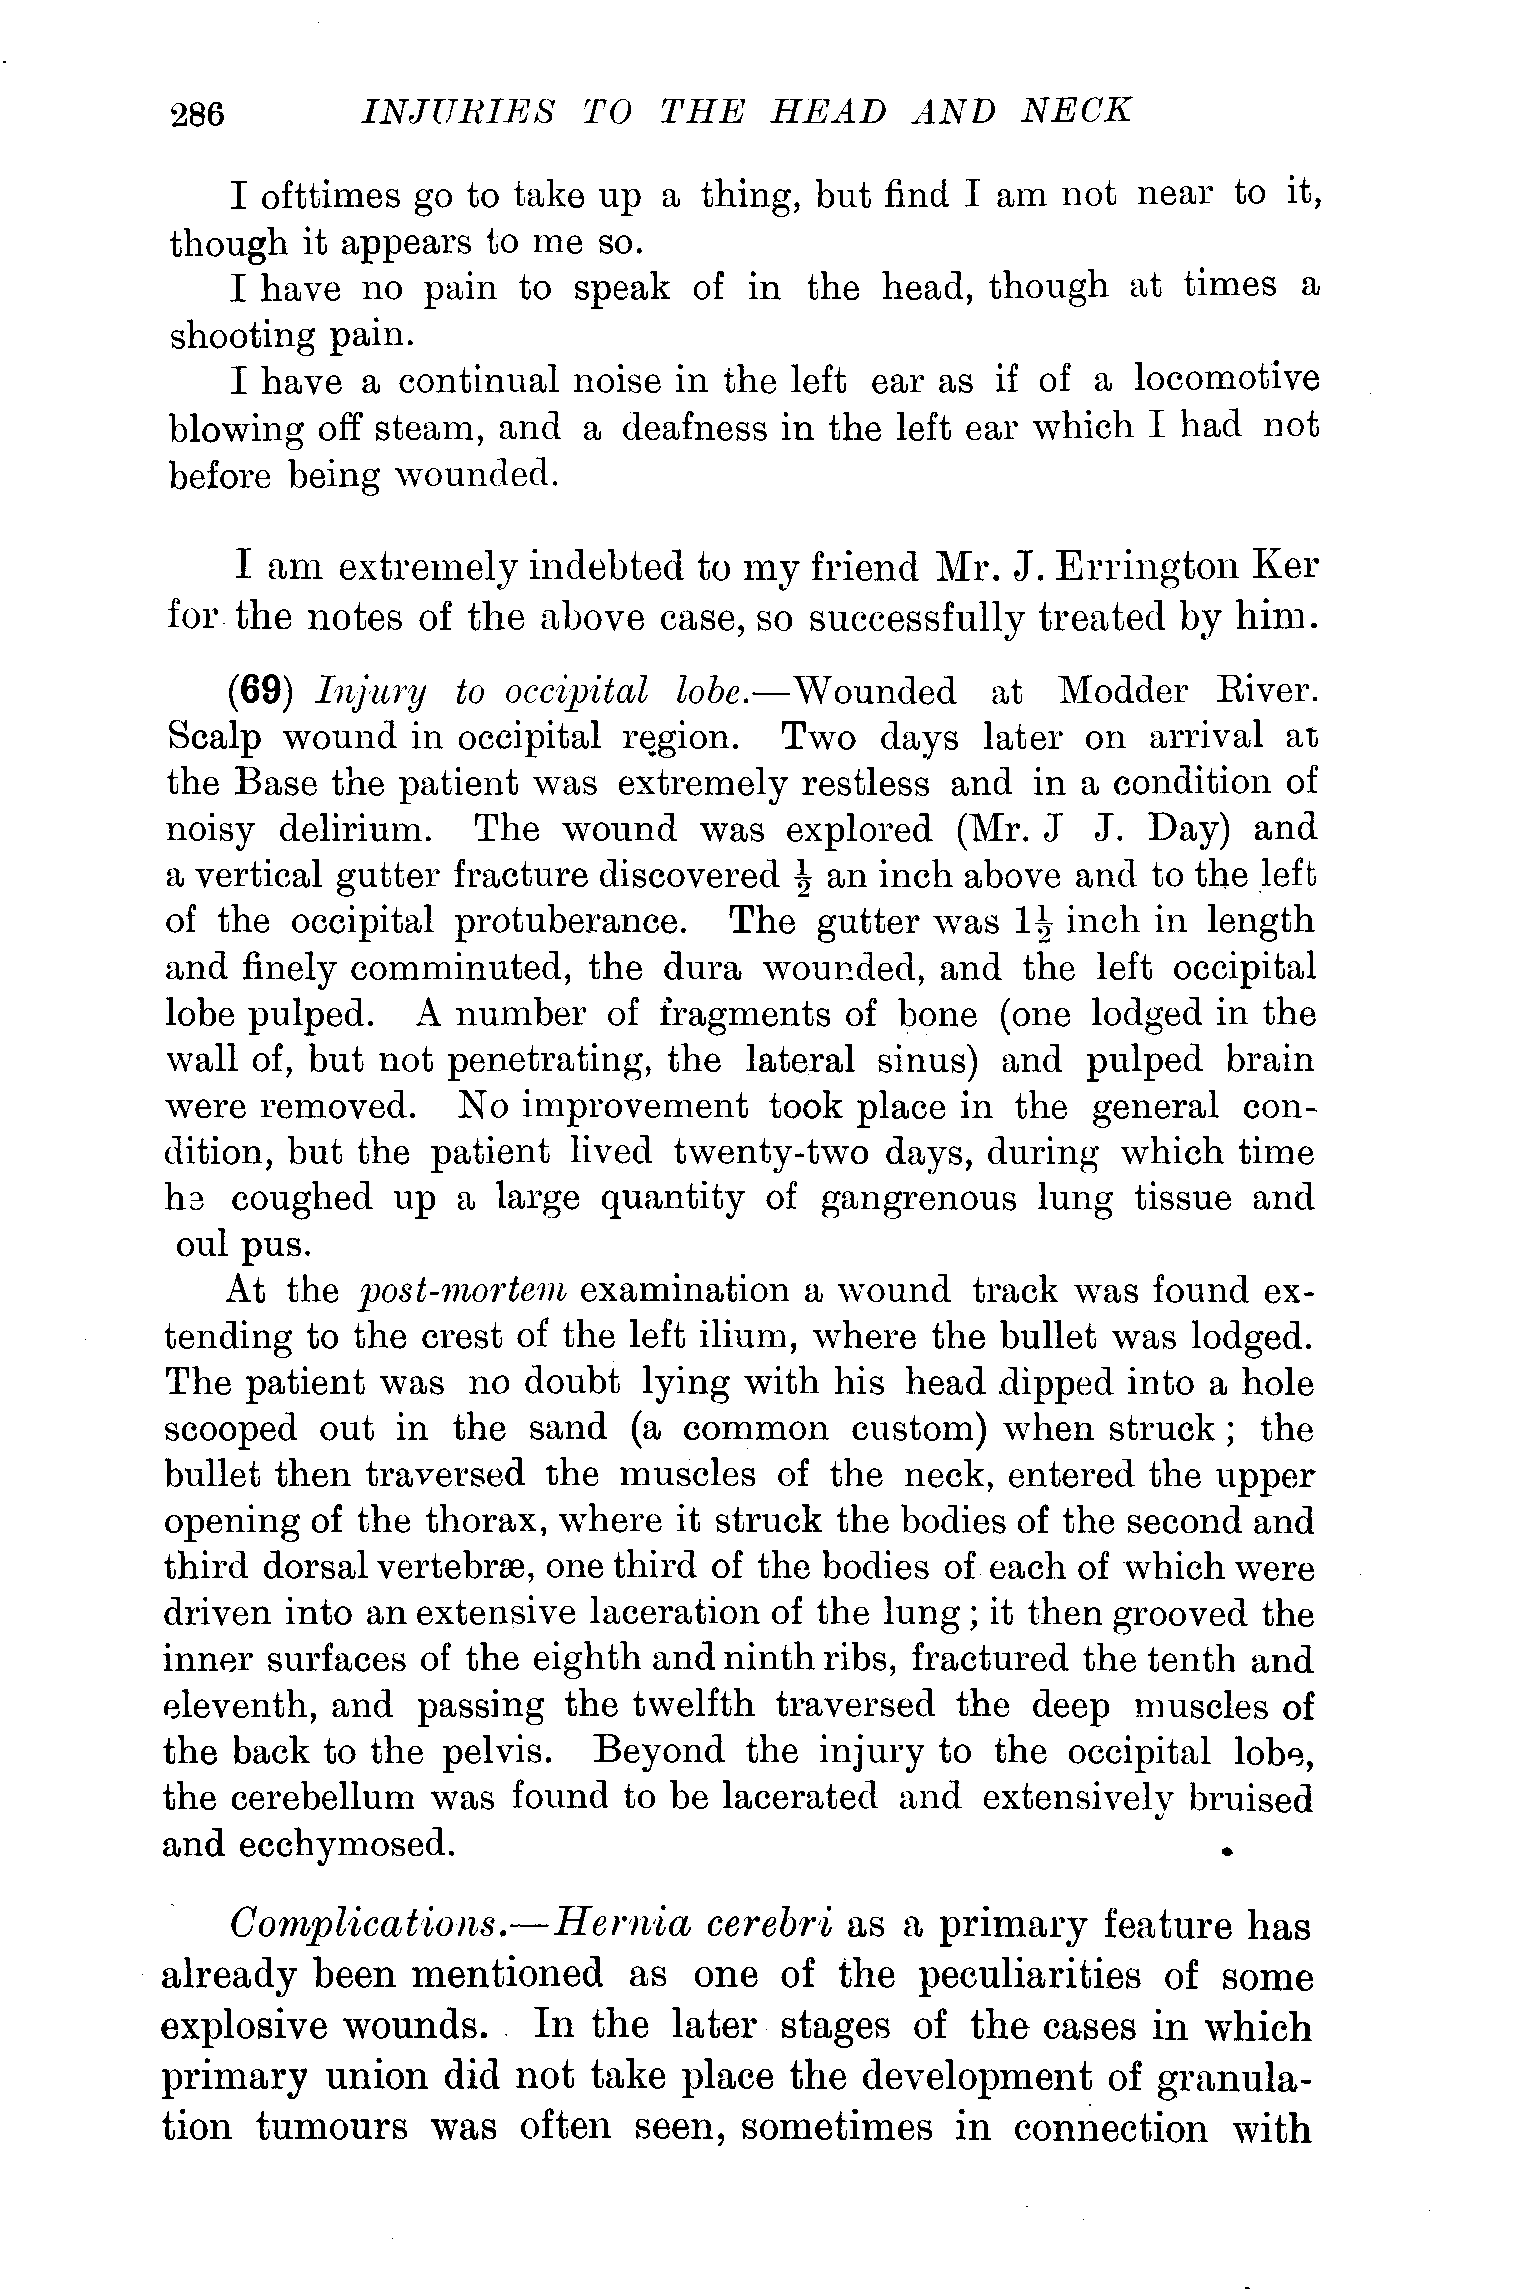 286 INJURIES TO THE HEAD AND NECK
I ofttimes go to take up a thing, but find I am not near to it,
though it appears to me so.
I have no pain to speak of in the head, though at times a
shooting pain.
I have a continual noise in the left ear as if of a locomotive
blowing off steam, and a deafness in the left ear which I had not
before being wounded.
I am extremely indebted to my friend Mr. J. Errington Ker
for the notes of the above case, so successfully treated by him.
(69) Injury to occipital lobe.—Wounded at Modder River.
Scalp wound in occipital region. Two days later on arrival at
the Base the patient was extremely restless and in a condition of
noisy delirium. The wound was explored (Mr. J J. Day) and
a vertical gutter fracture discovered ½ an inch above and to the left
of the occipital protuberance. The gutter was 1½ inch in length
and finely comminuted, the dura wounded, and the left occipital
lobe pulped. A number of fragments of bone (one lodged in the
wall of, but not penetrating, the lateral sinus) and pulped brain
were removed. No improvement took place in the general con-
dition, but the patient lived twenty-two days, during which time
he coughed up a large quantity of gangrenous lung tissue and
oul pus.
At the post-mortem examination a wound track was found ex-
tending to the crest of the left ilium, where the bullet was lodged.
The patient was no doubt lying with his head dipped into a hole
scooped out in the sand (a common custom) when struck; the
bullet then traversed the muscles of the neck, entered the upper
opening of the thorax, where it struck the bodies of the second and
third dorsal vertebræ, one third of the bodies of each of which were
driven into an extensive laceration of the lung; it then grooved the
inner surfaces of the eighth and ninth ribs, fractured the tenth and
eleventh, and passing the twelfth traversed the deep muscles of
the back to the pelvis. Beyond the injury to the occipital lobe,
the cerebellum was found to be lacerated and extensively bruised
and ecchymosed.
Complications.—Hernia cerebri as a primary feature has
already been mentioned as one of the peculiarities of some
explosive wounds. In the later stages of the cases in which
primary union did not take place the development of granula-
tion tumours was often seen, sometimes in connection with